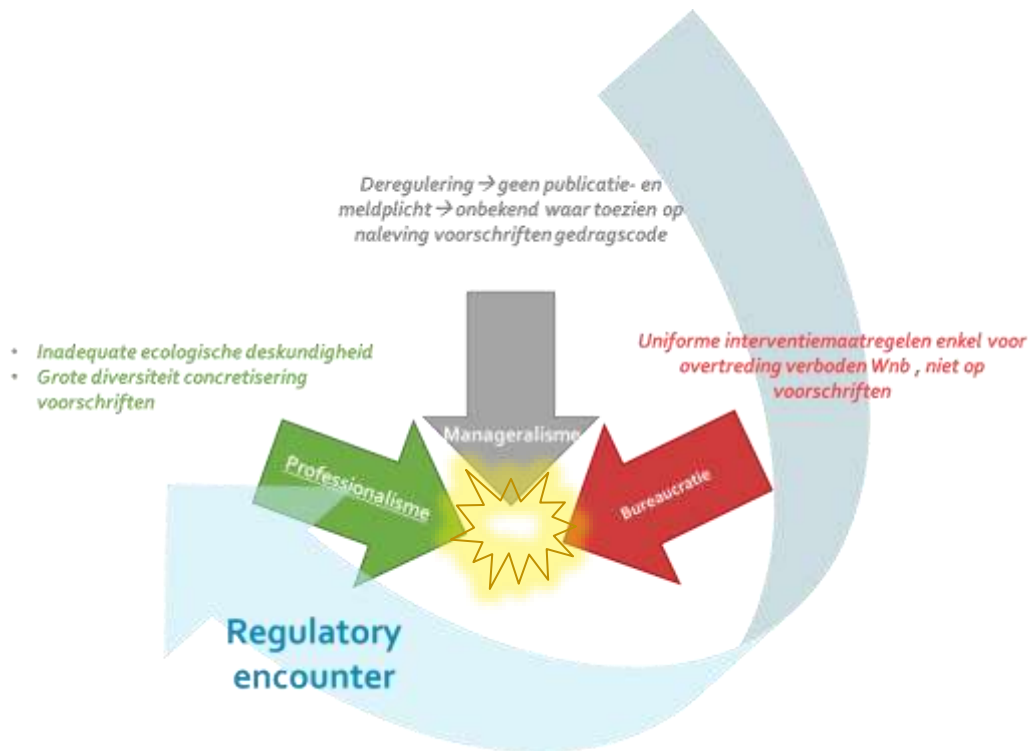 Deregulering → geen publicatie- en
meldplicht → onbekend waar toezien op
naleving voorschriften gedragscode
• Inadequate ecologische deskundigheid
• Grote diversiteit concretisering
voorschriften
Uniforme interventiemaatregelen enkel voor
overtreding verboden Wnb , niet op
voorschriften
Manageralisme
Professionalisme
Bureaucratie
Regulatory
encounter